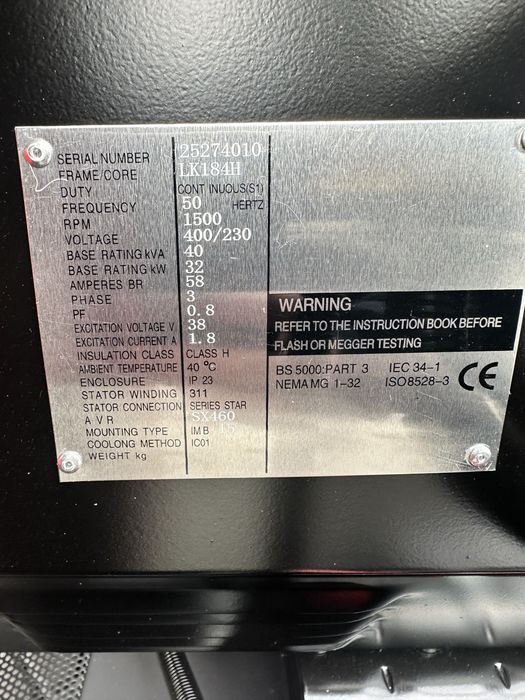 SERIAL NUMBER 25274010
FRAME/CORE LK184H
DUTY CONTINUOUS(S1)
FREQUENCY 50 HERTZ
RPM 1500
VOLTAGE 400/230
BASE RATING kVA 40
BASE RATING kW 32
AMPERES BR 58
PHASE 3
PF 0.8
EXCITATION VOLTAGE V 38
EXCITATION CURRENT A 1.8
INSULATION CLASS CLASS H
AMBIENT TEMPERATURE 40 °C
ENCLOSURE IP 23
STATOR WINDING 311
STATOR CONNECTION SERIES STAR
A V R SX460
MOUNTING TYPE IM B
COOLONG METHOD IC01
WEIGHT kg
WARNING
REFER TO THE INSTRUCTION BOOK BEFORE
FLASH OR MEGGER TESTING
BS 5000:PART 3 IEC 34-1
NEMA MG 1-32 ISO8528-3
CE